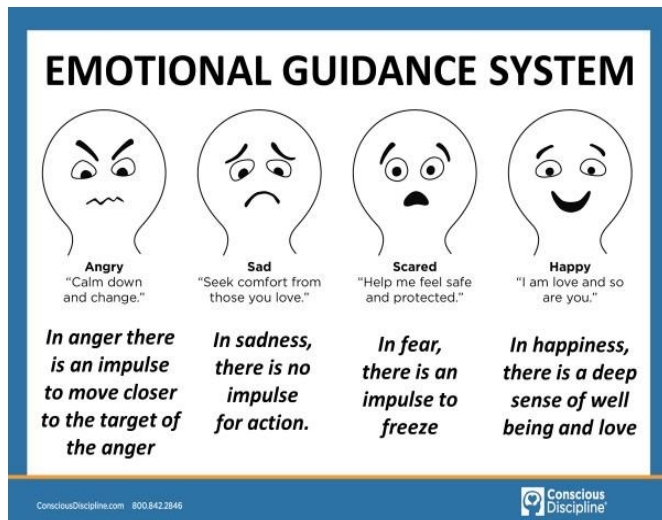 EMOTIONAL GUIDANCE SYSTEM
Angry
"Calm down
and change."
Sad
"Seek comfort from
those you love."
Scared
"Help me feel safe
and protected."
Happy
"I am love and so
are you."
In anger there
is an impulse
to move closer
to the target of
the anger
In sadness,
there is no
impulse
for action.
In fear,
there is an
impulse to
freeze
In happiness,
there is a deep
sense of well
being and love
ConsciousDiscipline.com 800.842.2846
Conscious
Discipline®